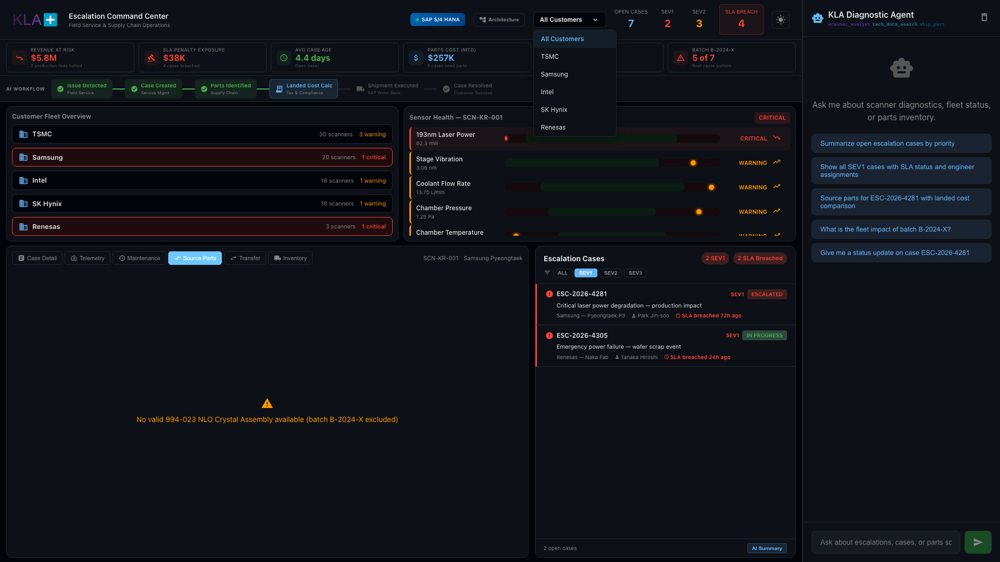 KLA
Escalation Command Center
Field Service & Supply Chain Operations
SAP S/4 HANA
Architecture
All Customers
OPEN CASES
7
SEV1
2
SEV2
3
SLA BREACH
4
All Customers
TSMC
Samsung
Intel
SK Hynix
Renesas
REVENUE AT RISK
$5.8M
2 production lines halted
SLA PENALTY EXPOSURE
$38K
4 cases breached
AVG CASE AGE
4.4 days
Open cases
PARTS COST (MTD)
$257K
5 cases need parts
BATCH B-2024-X
5 of 7
Root cause pattern
AI WORKFLOW
Issue Detected
Field Service
Case Created
Service Mgmt
Parts Identified
Supply Chain
Landed Cost Calc
Tax & Compliance
Shipment Executed
SAP Write-Back
Case Resolved
Customer Success
Customer Fleet Overview
TSMC 30 scanners 3 warning
Samsung 20 scanners 1 critical
Intel 16 scanners 1 warning
SK Hynix 10 scanners 1 warning
Renesas 3 scanners 1 critical
Sensor Health — SCN-KR-001 CRITICAL
193nm Laser Power
82.3 mW
CRITICAL
Stage Vibration
3.06 nm
WARNING
Coolant Flow Rate
13.75 L/min
WARNING
Chamber Pressure
1.25 Pa
WARNING
Chamber Temperature
WARNING
Case Detail Telemetry Maintenance Source Parts Transfer Inventory SCN-KR-001 Samsung Pyeongtaek
No valid 994-023 NLO Crystal Assembly available (batch B-2024-X excluded)
Escalation Cases 2 SEV1 2 SLA Breached
ALL SEV1 SEV2 SEV3
ESC-2026-4281 SEV1 ESCALATED
Critical laser power degradation — production impact
Samsung — Pyeongtaek P3 Park Jin-soo SLA breached 72h ago
ESC-2026-4305 SEV1 IN PROGRESS
Emergency power failure — wafer scrap event
Renesas — Naka Fab Tanaka Hiroshi SLA breached 24h ago
2 open cases AI Summary
KLA Diagnostic Agent
scanner_analyst tech_docs_search ship_part
Ask me about scanner diagnostics, fleet status,
or parts inventory.
Summarize open escalation cases by priority
Show all SEV1 cases with SLA status and engineer
assignments
Source parts for ESC-2026-4281 with landed cost
comparison
What is the fleet impact of batch B-2024-X?
Give me a status update on case ESC-2026-4281
Ask about escalations, cases, or parts sc